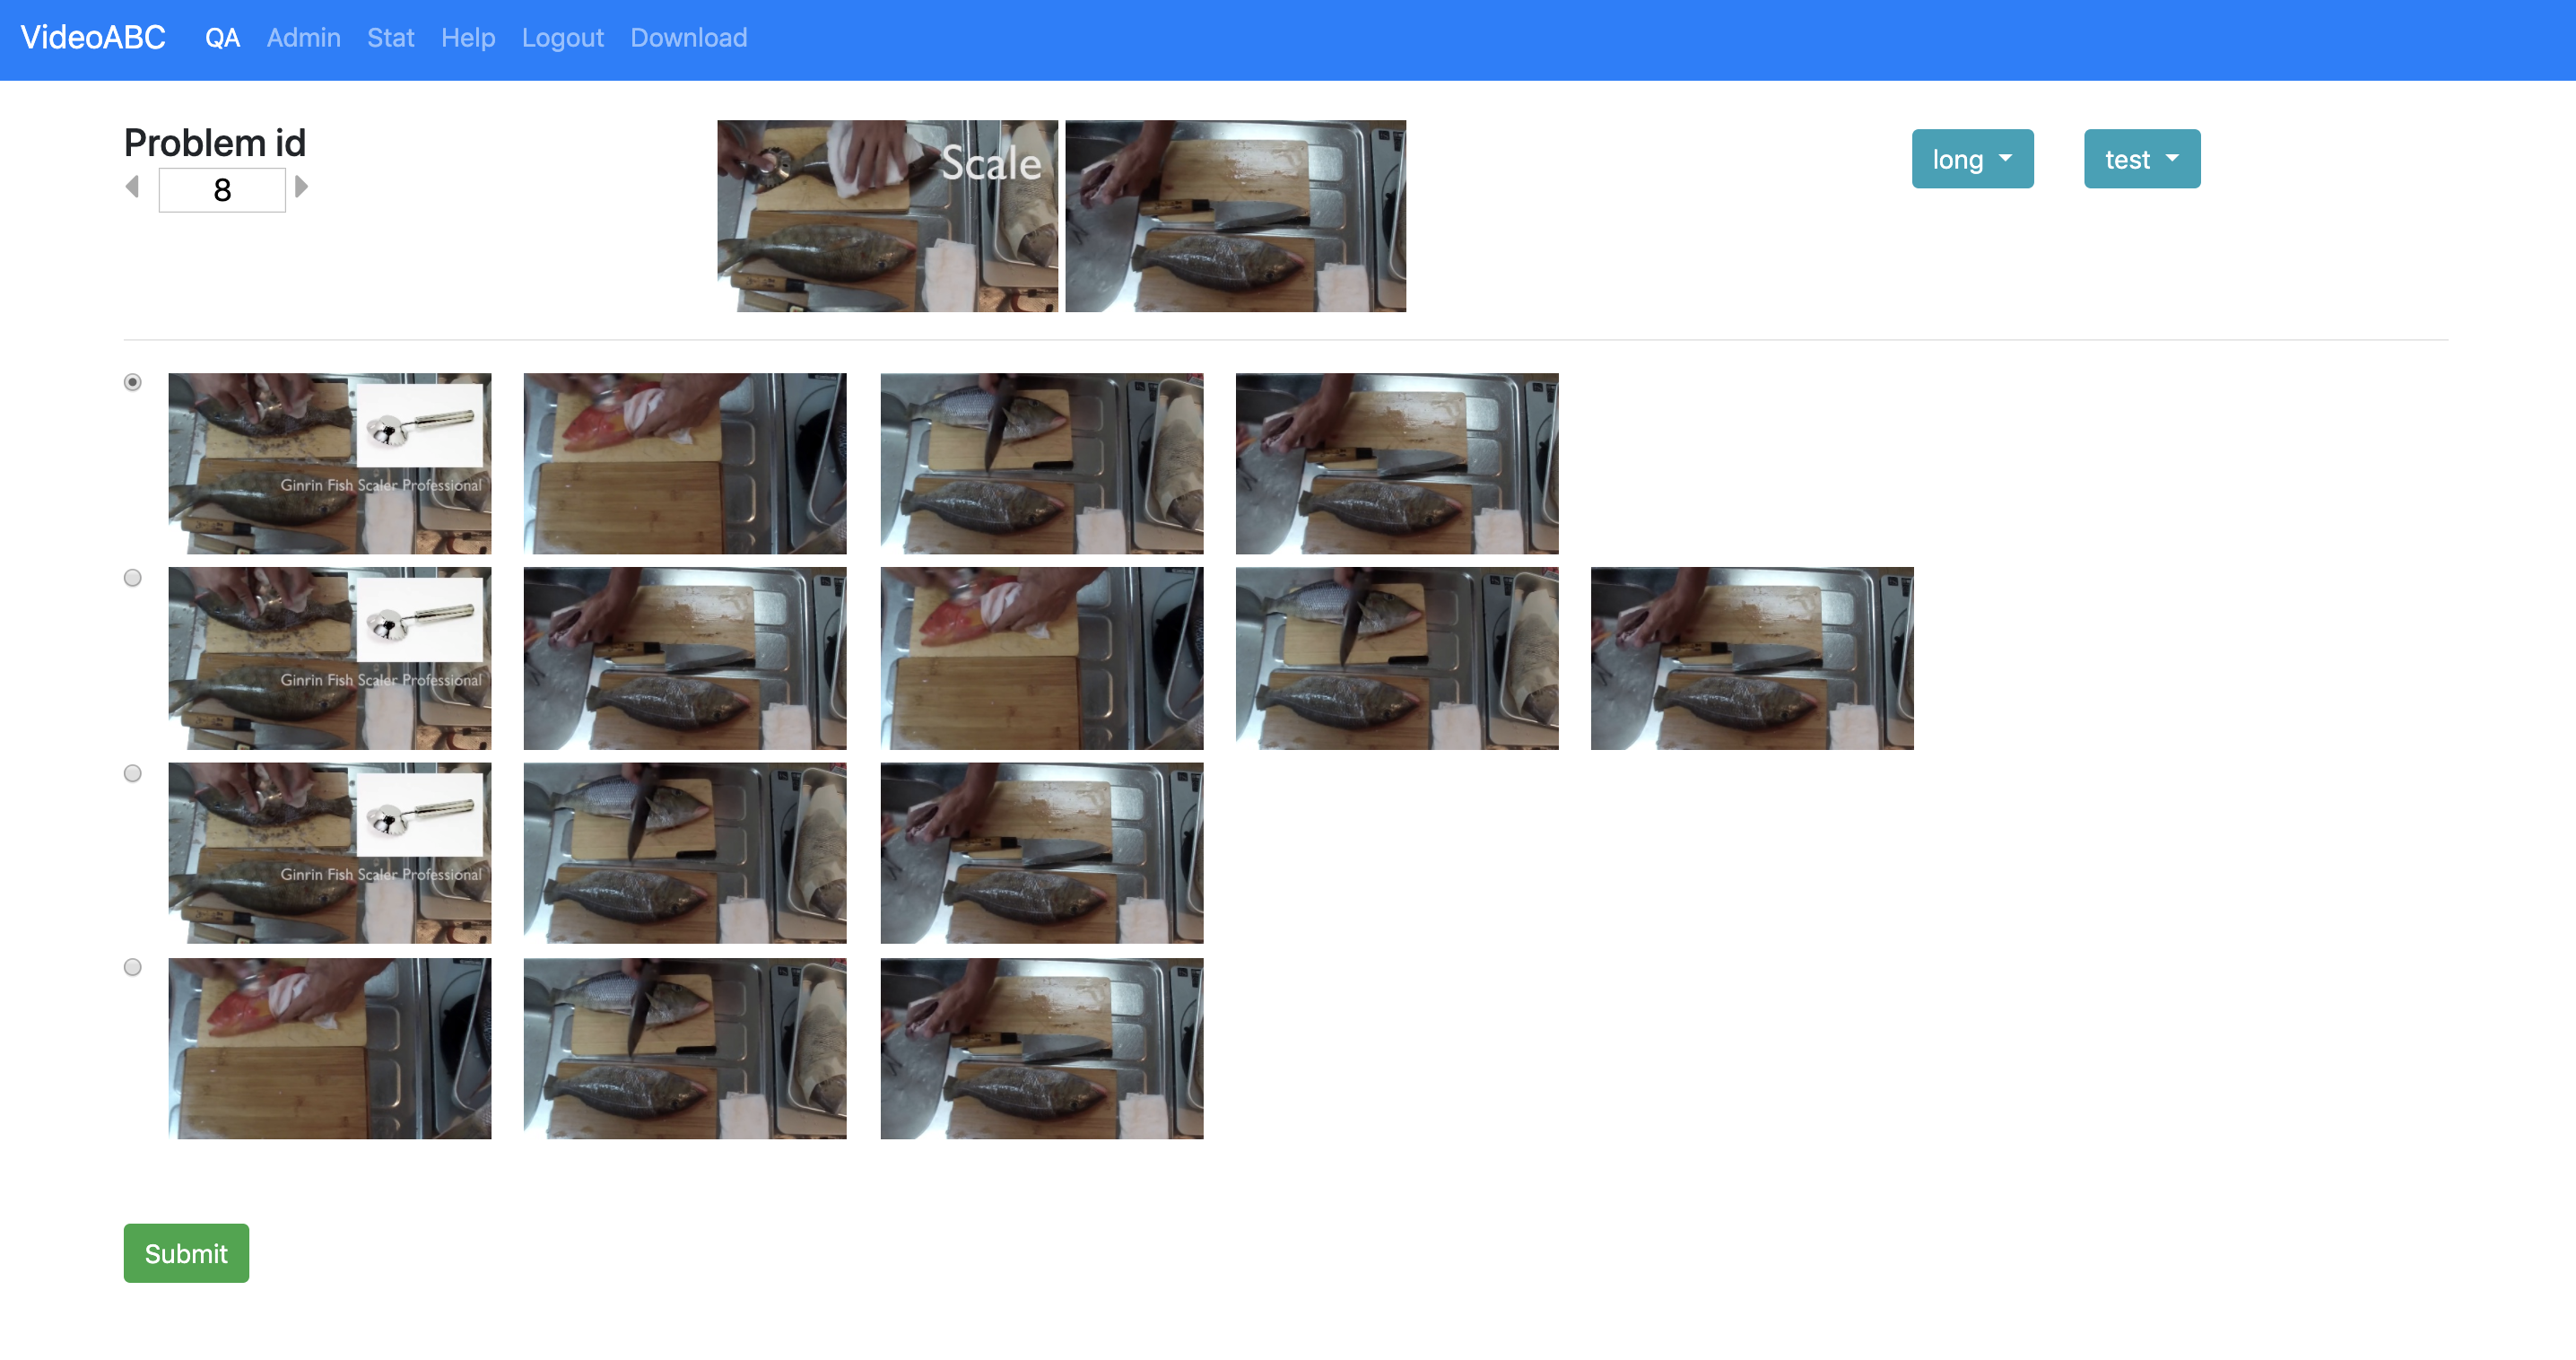 VideoABC QA Admin Stat Help Logout Download
Problem id
8
Scale
long
test
Ginrin Fish Scaler Professional
Ginrin Fish Scaler Professional
Ginrin Fish Scaler Professional
Submit